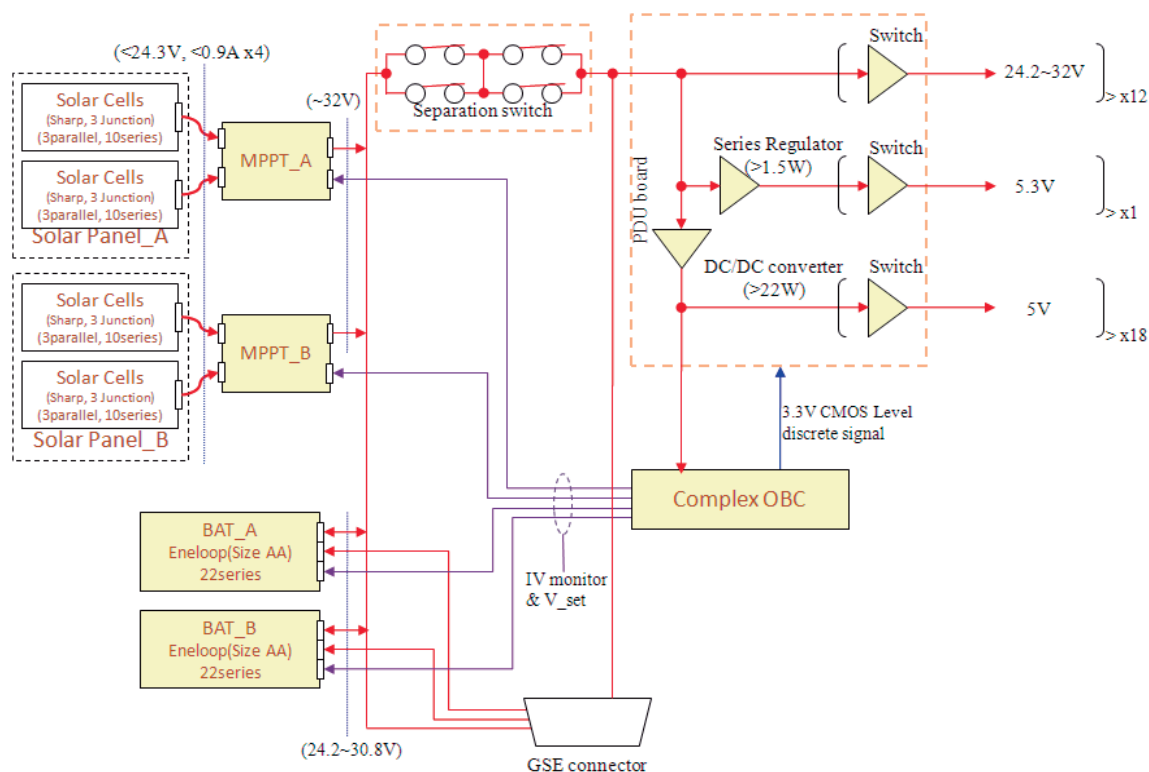 (<24.3V, <0.9A x4)
Solar Cells
(Sharp, 3 Junction)
(3parallel, 10series)
Solar Cells
(Sharp, 3 Junction)
(3parallel, 10series)
Solar Panel_A
MPPT_A
(~32V)
Separation switch
Switch
24.2~32V
> x12
Series Regulator
(>1.5W)
Switch
5.3V
> x1
PDU board
DC/DC converter
(>22W)
Switch
5V
> x18
Solar Cells
(Sharp, 3 Junction)
(3parallel, 10series)
Solar Cells
(Sharp, 3 Junction)
(3parallel, 10series)
Solar Panel_B
MPPT_B
3.3V CMOS Level
discrete signal
Complex OBC
BAT_A
Eneloop(Size AA)
22series
IV monitor
& V_set
BAT_B
Eneloop(Size AA)
22series
(24.2~30.8V)
GSE connector